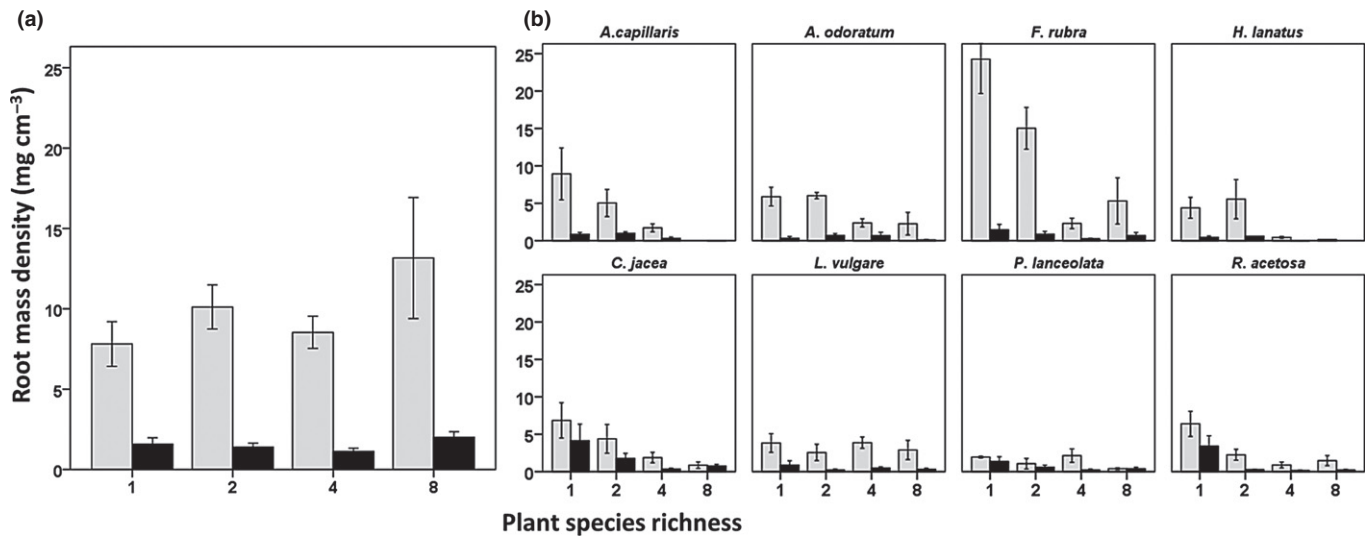 (a)
25
20
15
10
5
0
1 2 4 8
Root mass density (mg cm⁻³)
(b)
A.capillaris A. odoratum F. rubra H. lanatus
25
20
15
10
5
0
C. jacea L. vulgare P. lanceolata R. acetosa
25
20
15
10
5
0
1 2 4 8 1 2 4 8 1 2 4 8 1 2 4 8
Plant species richness